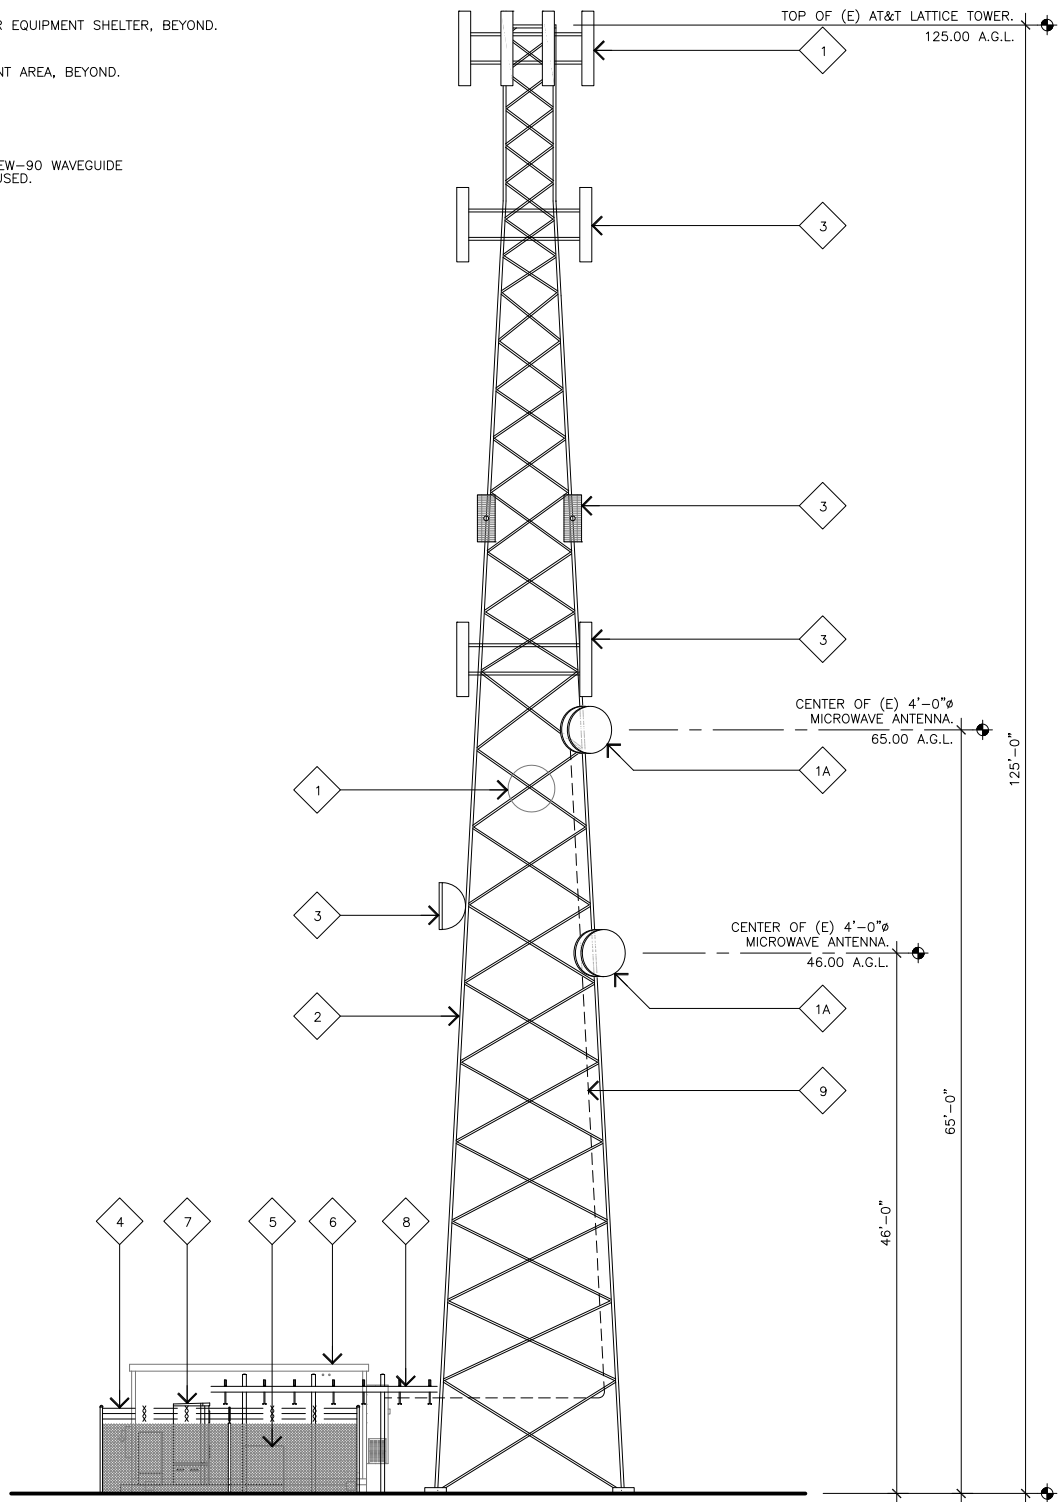 R EQUIPMENT SHELTER, BEYOND.
NT AREA, BEYOND.
EW-90 WAVEGUIDE
USED.
TOP OF (E) AT&T LATTICE TOWER.
125.00 A.G.L.
1
3
3
3
CENTER OF (E) 4'-0"ø
MICROWAVE ANTENNA.
65.00 A.G.L.
125'-0"
1A
1
3
CENTER OF (E) 4'-0"ø
MICROWAVE ANTENNA.
46.00 A.G.L.
1A
2
9
65'-0"
46'-0"
4
7
5
6
8